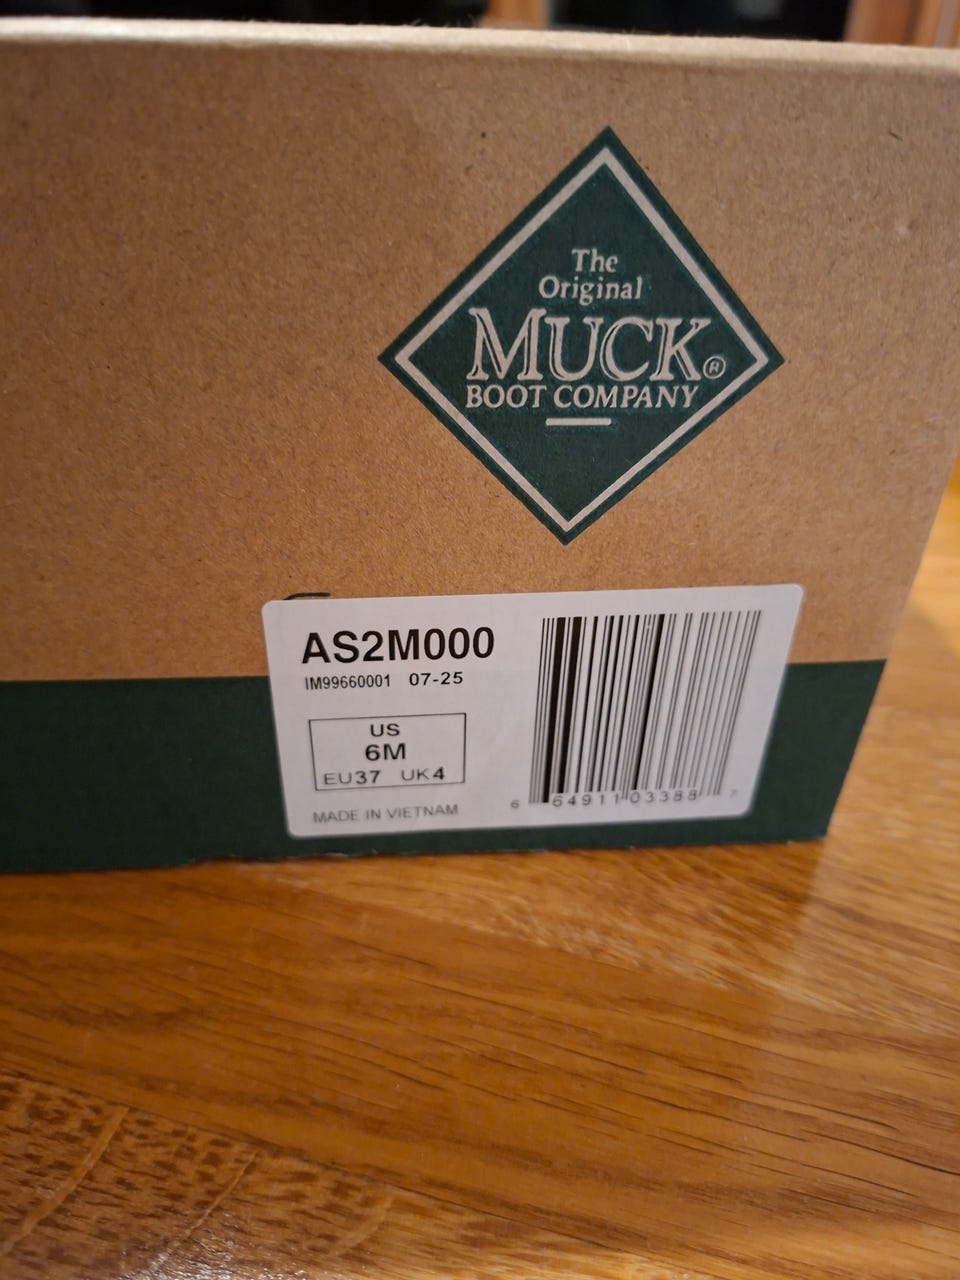 The
Original
MUCK®
BOOT COMPANY
AS2M000
IM99660001 07-25
US
6M
EU37 UK4
MADE IN VIETNAM
6 64911 03388 7